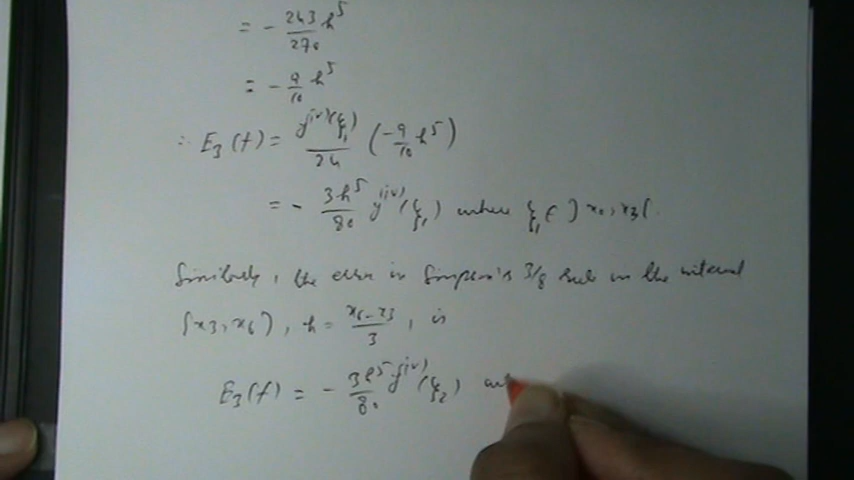 = - 243/270 h^5
= - 9/10 h^5
∴ E_3(f) = f^(iv)(ξ_1)/24 (-9/10 h^5)
= - 3h^5/80 f^(iv)(ξ_1) where ξ_1 ∈ ]x_0, x_3[.
Similarly, the error in Simpson's 3/8 rule in the interval
[x_3, x_6], h = (x_6 - x_3)/3, is
E_3(f) = - 3h^5/80 f^(iv)(ξ_2)